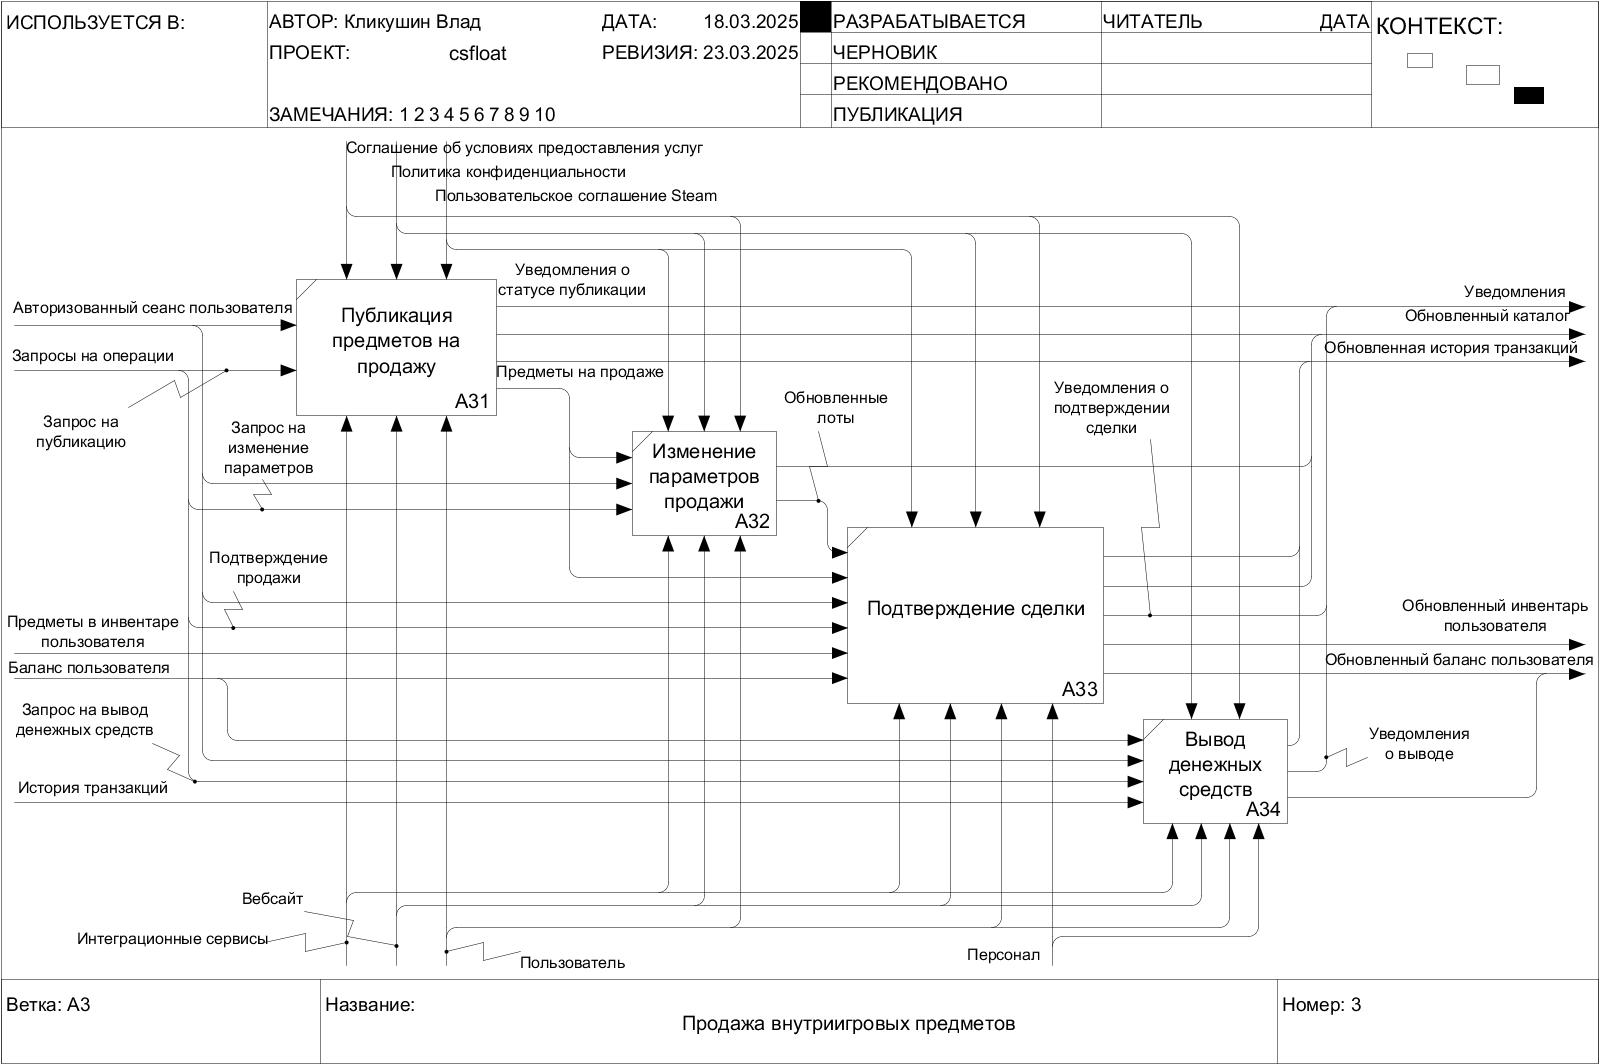 ИСПОЛЬЗУЕТСЯ В:
АВТОР: Кликушин Влад
ДАТА: 18.03.2025
ПРОЕКТ: csfloat
РЕВИЗИЯ: 23.03.2025
ЗАМЕЧАНИЯ: 1 2 3 4 5 6 7 8 9 10
РАЗРАБАТЫВАЕТСЯ
ЧЕРНОВИК
РЕКОМЕНДОВАНО
ПУБЛИКАЦИЯ
ЧИТАТЕЛЬ
ДАТА
КОНТЕКСТ:
Соглашение об условиях предоставления услуг
Политика конфиденциальности
Пользовательское соглашение Steam
Уведомления о
статусе публикации
Авторизованный сеанс пользователя
Запросы на операции
Публикация
предметов на
продажу
A31
Уведомления
Обновленный каталог
Обновленная история транзакций
Предметы на продаже
Запрос на
публикацию
Запрос на
изменение
параметров
Обновленные
лоты
Уведомления о
подтверждении
сделки
Изменение
параметров
продажи
A32
Подтверждение
продажи
Подтверждение сделки
A33
Предметы в инвентаре
пользователя
Баланс пользователя
Обновленный инвентарь
пользователя
Обновленный баланс пользователя
Запрос на вывод
денежных средств
История транзакций
Вывод
денежных
средств
A34
Уведомления
о выводе
Вебсайт
Интеграционные сервисы
Пользователь
Персонал
Ветка: A3
Название:
Продажа внутриигровых предметов
Номер: 3